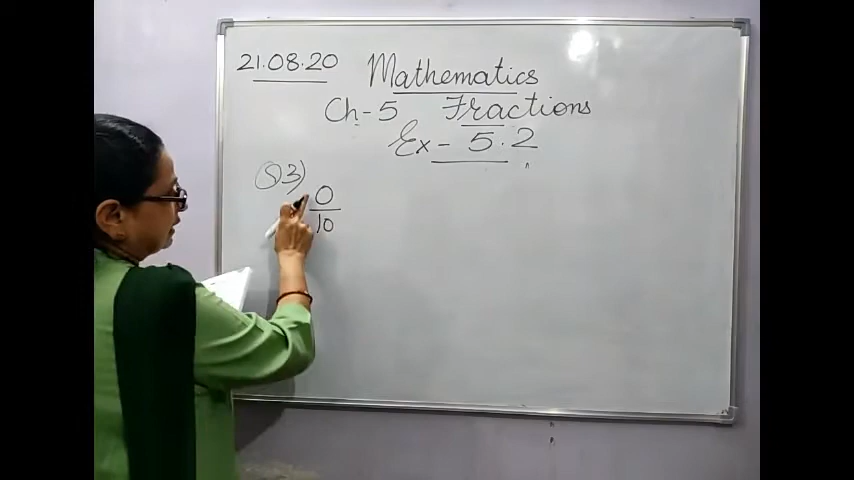 21.08.20
Mathematics
Ch-5 Fractions
Ex- 5.2
Q3)
0
10